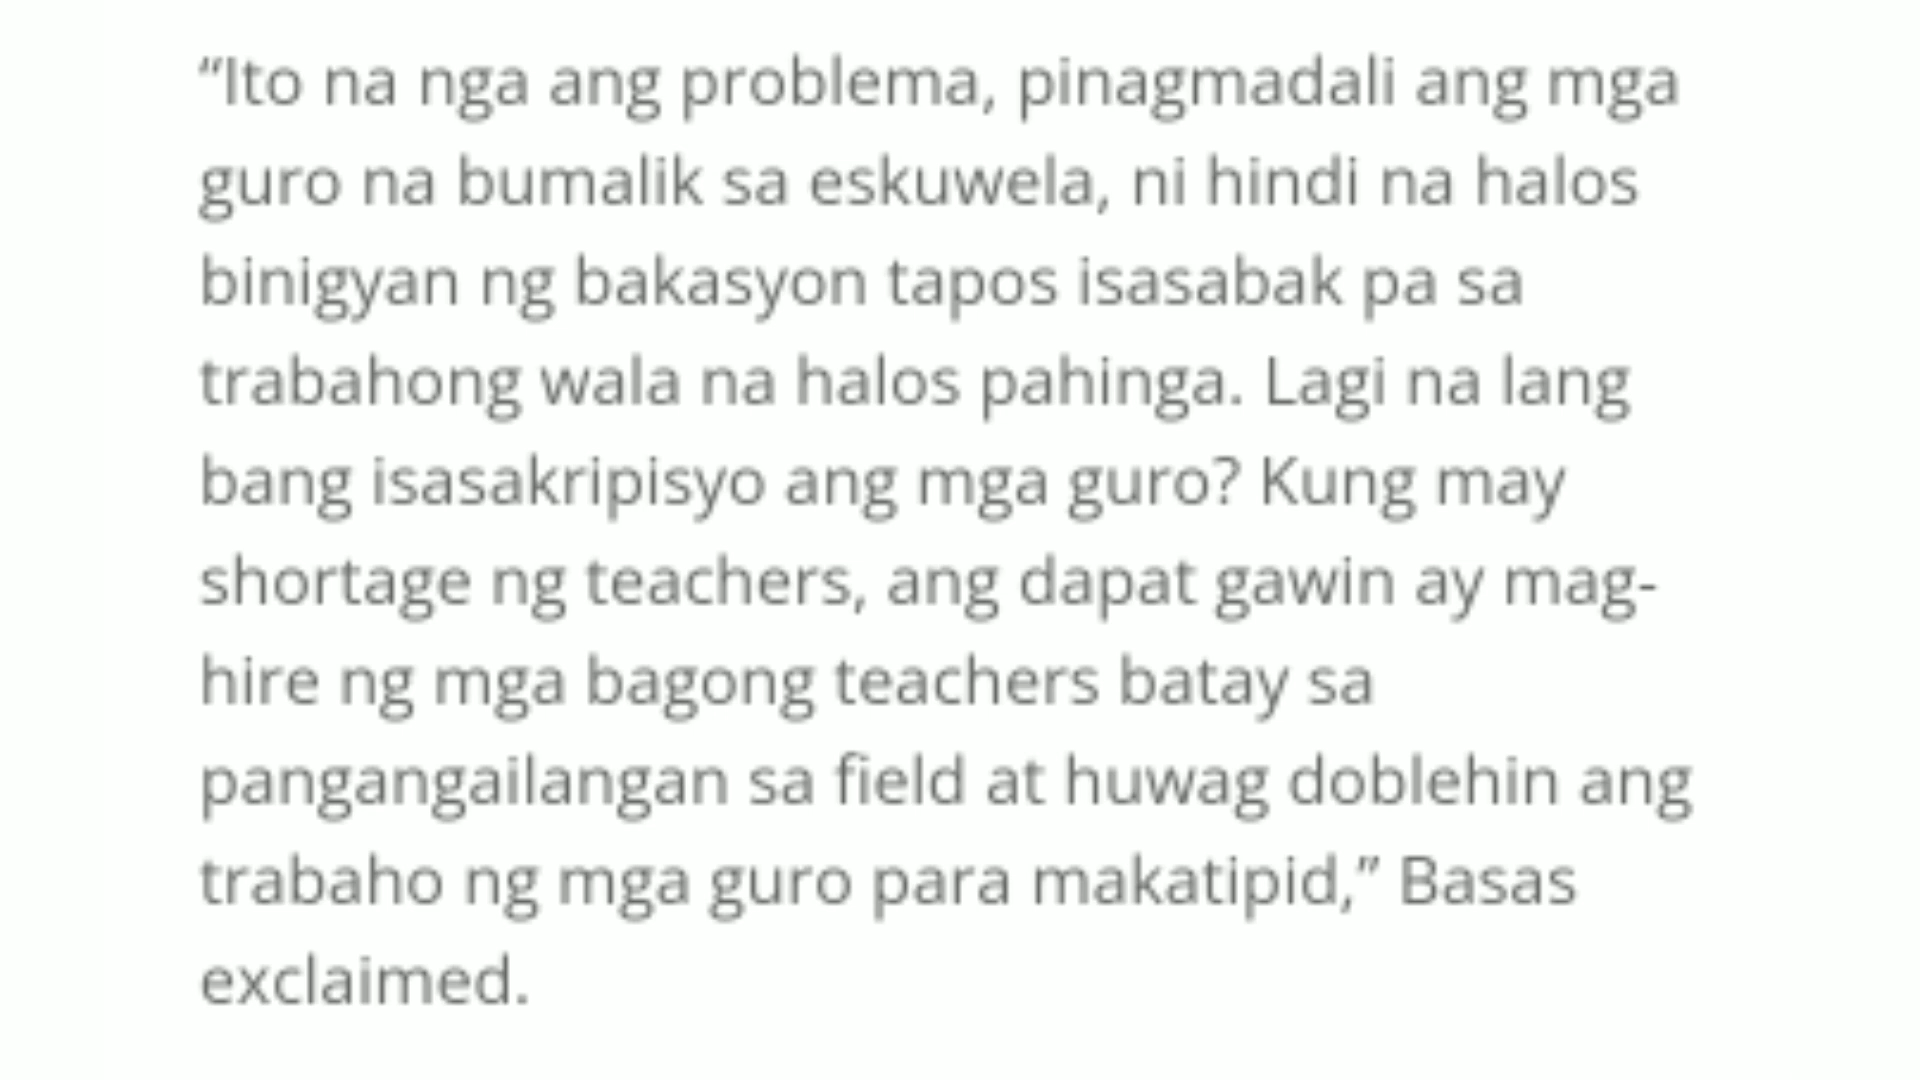 “Ito na nga ang problema, pinagmadali ang mga
guro na bumalik sa eskuwela, ni hindi na halos
binigyan ng bakasyon tapos isasabak pa sa
trabahong wala na halos pahinga. Lagi na lang
bang isasakripisyo ang mga guro? Kung may
shortage ng teachers, ang dapat gawin ay mag-
hire ng mga bagong teachers batay sa
pangangailangan sa field at huwag doblehin ang
trabaho ng mga guro para makatipid,” Basas
exclaimed.